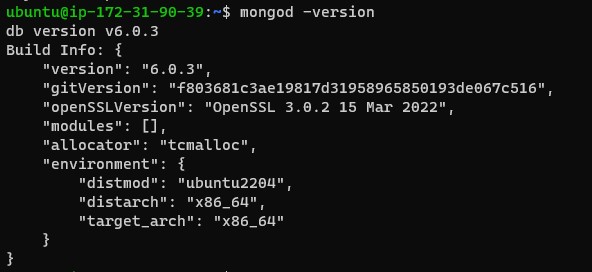 ubuntu@ip-172-31-90-39:~$ mongod -version
db version v6.0.3
Build Info: {
    "version": "6.0.3",
    "gitVersion": "f803681c3ae19817d31958965850193de067c516",
    "openSSLVersion": "OpenSSL 3.0.2 15 Mar 2022",
    "modules": [],
    "allocator": "tcmalloc",
    "environment": {
        "distmod": "ubuntu2204",
        "distarch": "x86_64",
        "target_arch": "x86_64"
    }
}